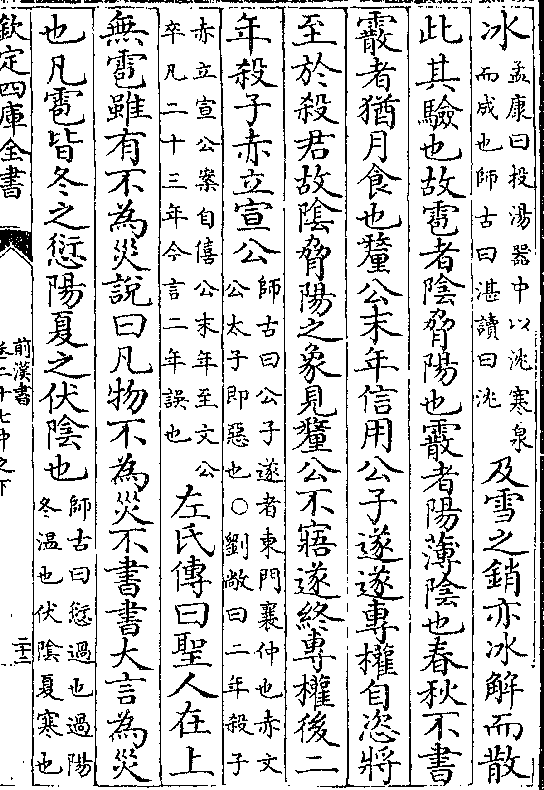 冰孟康曰投湯器中以沈寒泉而成也師古曰湛讀曰沈及雪之銷亦冰解而散
此其驗也故雹者陰脅陽也霰者陽薄陰也春秋不書
霰者猶月食也釐公末年信用公子遂遂專權自恣將
至於殺君故陰脅陽之象見釐公不寤遂終專權後二
年殺子赤立宣公師古曰公子遂者東門襄仲也赤文公太子即惡也○劉敞曰二年殺子
赤立宣公案自僖公末年至文公卒凡二十三年今言二年誤也左氏傳曰聖人在上
無雹雖有不為災說曰凡物不為災不書書大言為災
也凡雹皆冬之愆陽夏之伏陰也師古曰愆過也過陽冬温也伏陰夏寒也
欽定四庫全書
前漢書
卷二十七中之下
二十三